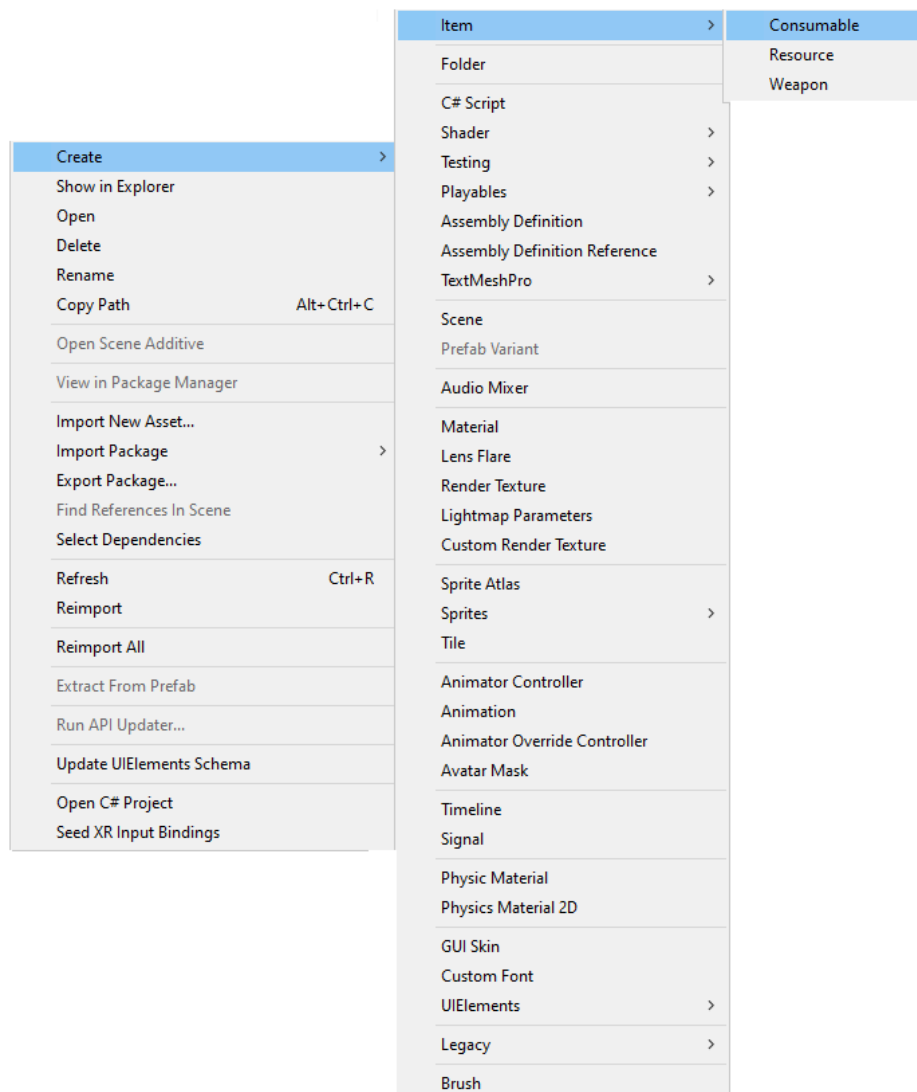 Create
Show in Explorer
Open
Delete
Rename
Copy Path Alt+Ctrl+C
Open Scene Additive
View in Package Manager
Import New Asset...
Import Package
Export Package...
Find References In Scene
Select Dependencies
Refresh Ctrl+R
Reimport
Reimport All
Extract From Prefab
Run API Updater...
Update UIElements Schema
Open C# Project
Seed XR Input Bindings
Item
Folder
C# Script
Shader
Testing
Playables
Assembly Definition
Assembly Definition Reference
TextMeshPro
Scene
Prefab Variant
Audio Mixer
Material
Lens Flare
Render Texture
Lightmap Parameters
Custom Render Texture
Sprite Atlas
Sprites
Tile
Animator Controller
Animation
Animator Override Controller
Avatar Mask
Timeline
Signal
Physic Material
Physics Material 2D
GUI Skin
Custom Font
UIElements
Legacy
Brush
Consumable
Resource
Weapon